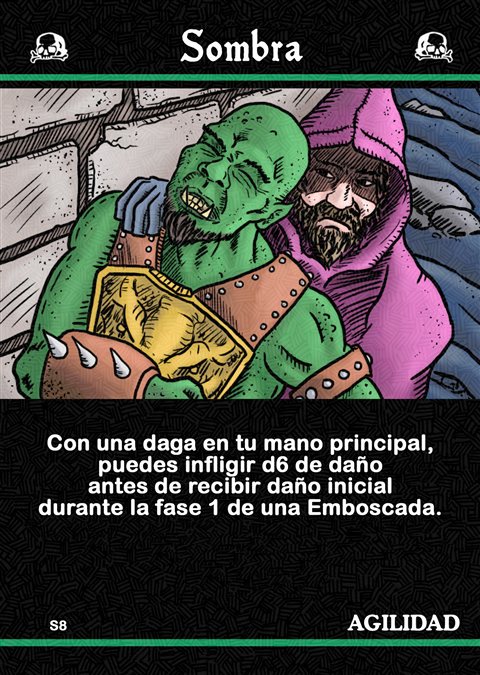 Sombra
Con una daga en tu mano principal,
puedes infligir d6 de daño
antes de recibir daño inicial
durante la fase 1 de una Emboscada.
S8
AGILIDAD